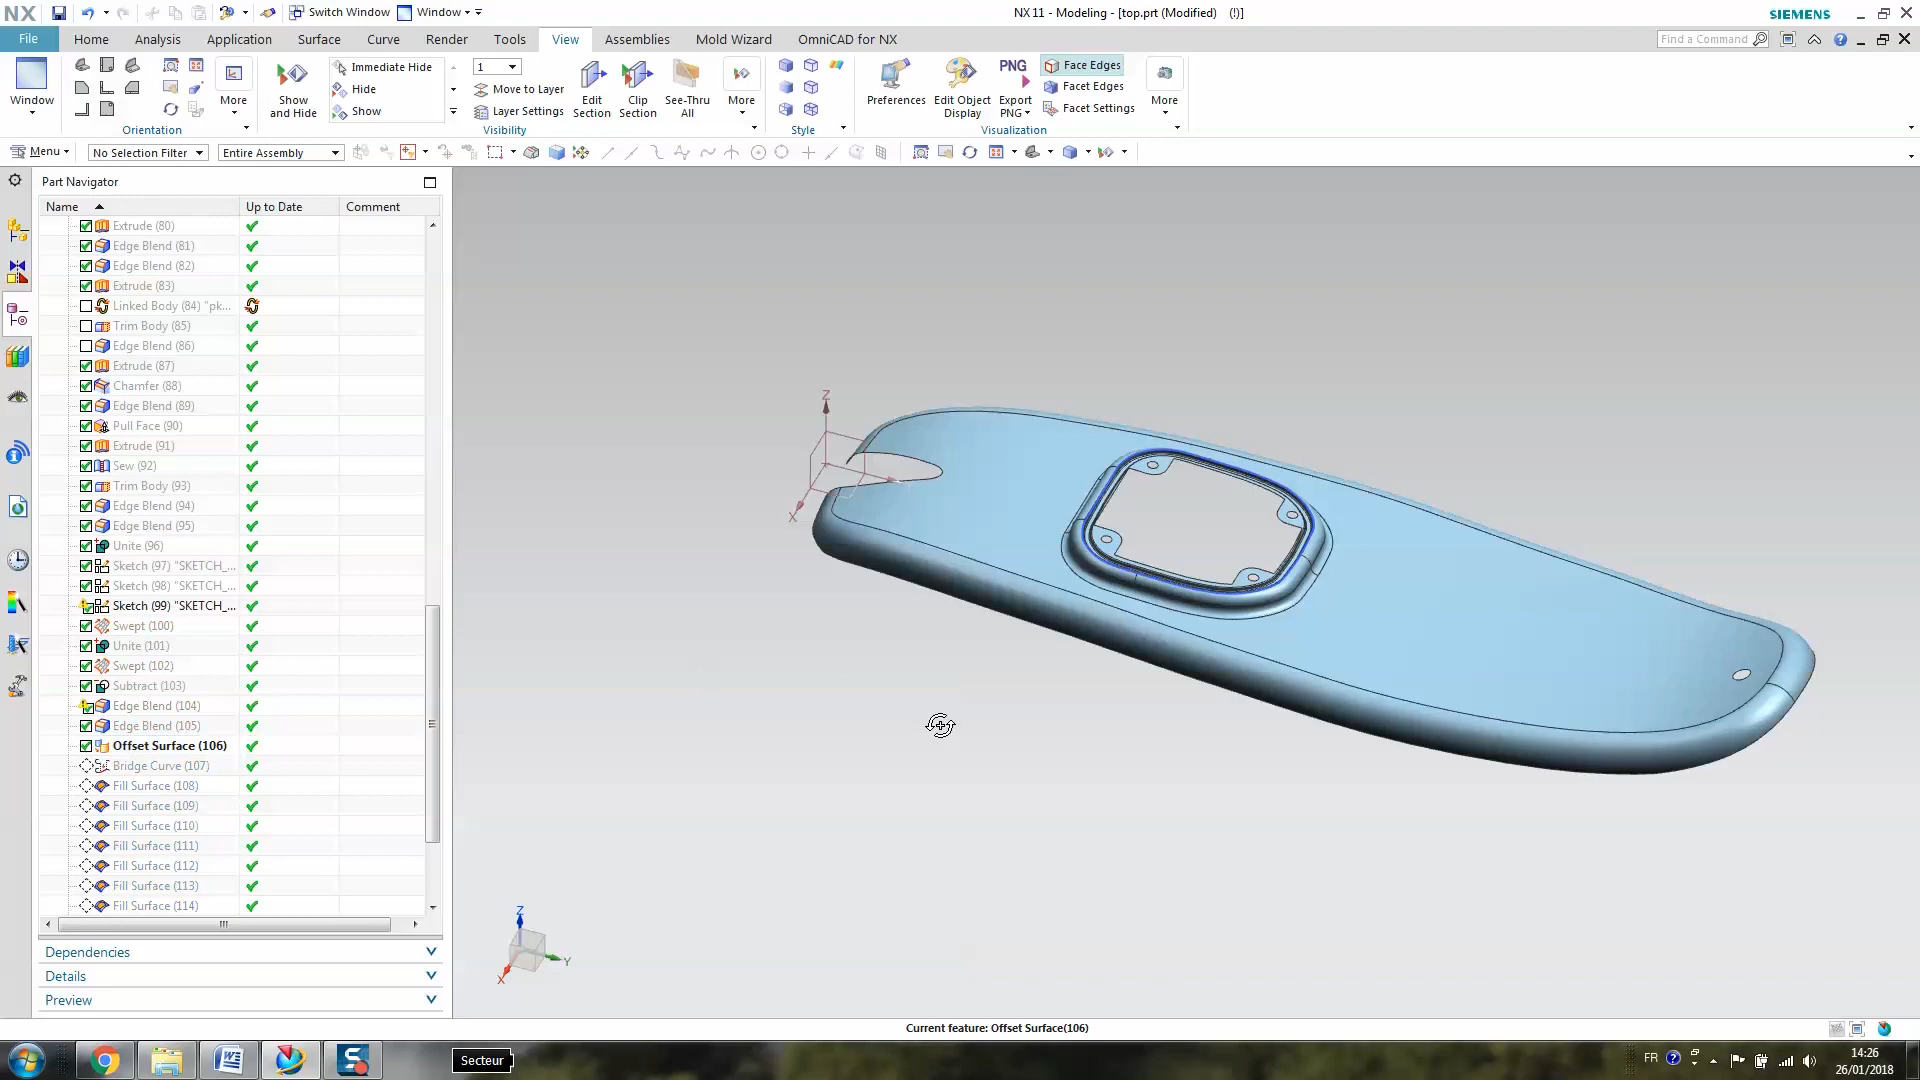 NX Switch Window Window NX 11 - Modeling - [top.prt (Modified) (!)] SIEMENS
File Home Analysis Application Surface Curve Render Tools View Assemblies Mold Wizard OmniCAD for NX Find a Command
Immediate Hide 1 PNG Face Edges
Hide Move to Layer Facet Edges
Show Layer Settings Facet Settings
Window More Show and Hide Edit Section Clip Section See-Thru All More Preferences Edit Object Display Export PNG More
Orientation Visibility Style Visualization
Menu No Selection Filter Entire Assembly
Part Navigator
Name Up to Date Comment
Extrude (80)
Edge Blend (81)
Edge Blend (82)
Extrude (83)
Linked Body (84) "pk...
Trim Body (85)
Edge Blend (86)
Extrude (87)
Chamfer (88)
Edge Blend (89)
Pull Face (90)
Extrude (91)
Sew (92)
Trim Body (93)
Edge Blend (94)
Edge Blend (95)
Unite (96)
Sketch (97) "SKETCH_...
Sketch (98) "SKETCH_...
Sketch (99) "SKETCH_...
Swept (100)
Unite (101)
Swept (102)
Subtract (103)
Edge Blend (104)
Edge Blend (105)
Offset Surface (106)
Bridge Curve (107)
Fill Surface (108)
Fill Surface (109)
Fill Surface (110)
Fill Surface (111)
Fill Surface (112)
Fill Surface (113)
Fill Surface (114)
Dependencies
Details
Preview
Z
X
Z
Y
X
Current feature: Offset Surface(106)
Secteur
FR
14:26
26/01/2018